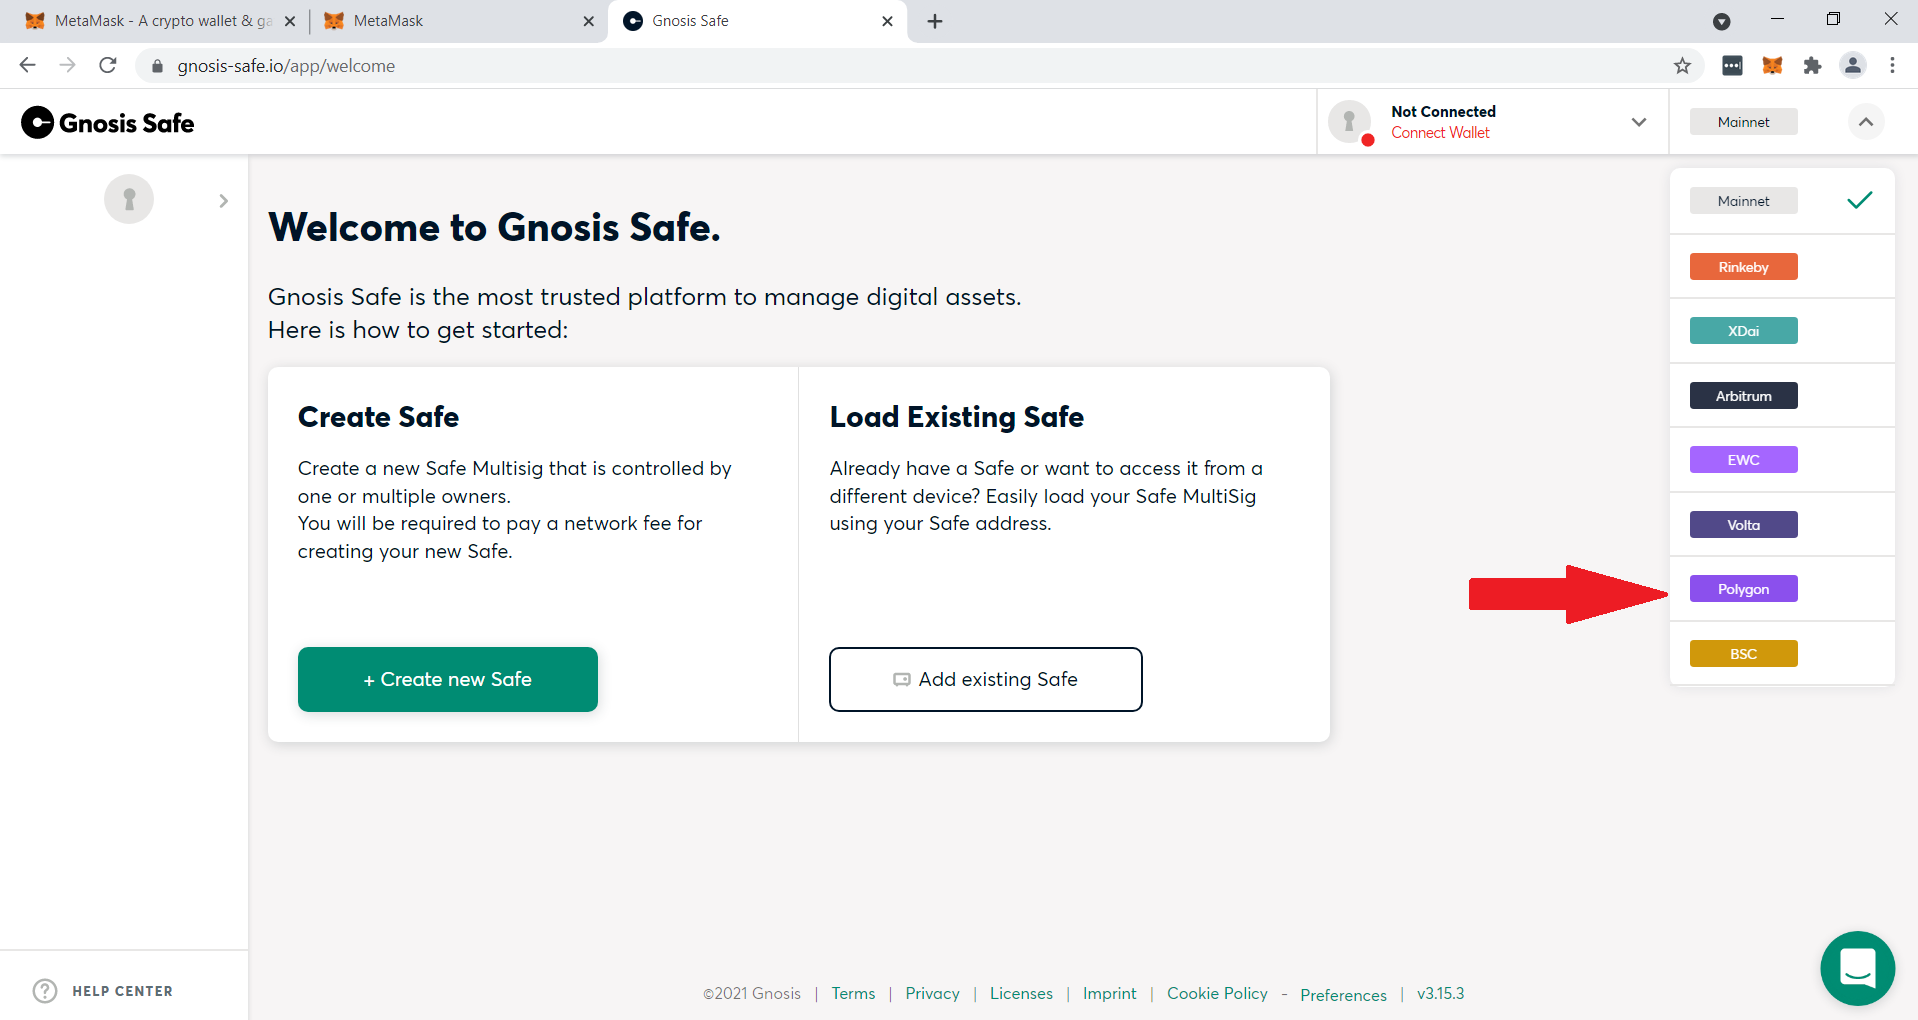 MetaMask - A crypto wallet & ga
MetaMask
Gnosis Safe
gnosis-safe.io/app/welcome
Gnosis Safe
Not Connected
Connect Wallet
Mainnet
Mainnet
Rinkeby
XDai
Arbitrum
EWC
Volta
Polygon
BSC
Welcome to Gnosis Safe.
Gnosis Safe is the most trusted platform to manage digital assets.
Here is how to get started:
Create Safe
Create a new Safe Multisig that is controlled by
one or multiple owners.
You will be required to pay a network fee for
creating your new Safe.
+ Create new Safe
Load Existing Safe
Already have a Safe or want to access it from a
different device? Easily load your Safe MultiSig
using your Safe address.
Add existing Safe
? HELP CENTER
©2021 Gnosis | Terms | Privacy | Licenses | Imprint | Cookie Policy - Preferences | v3.15.3